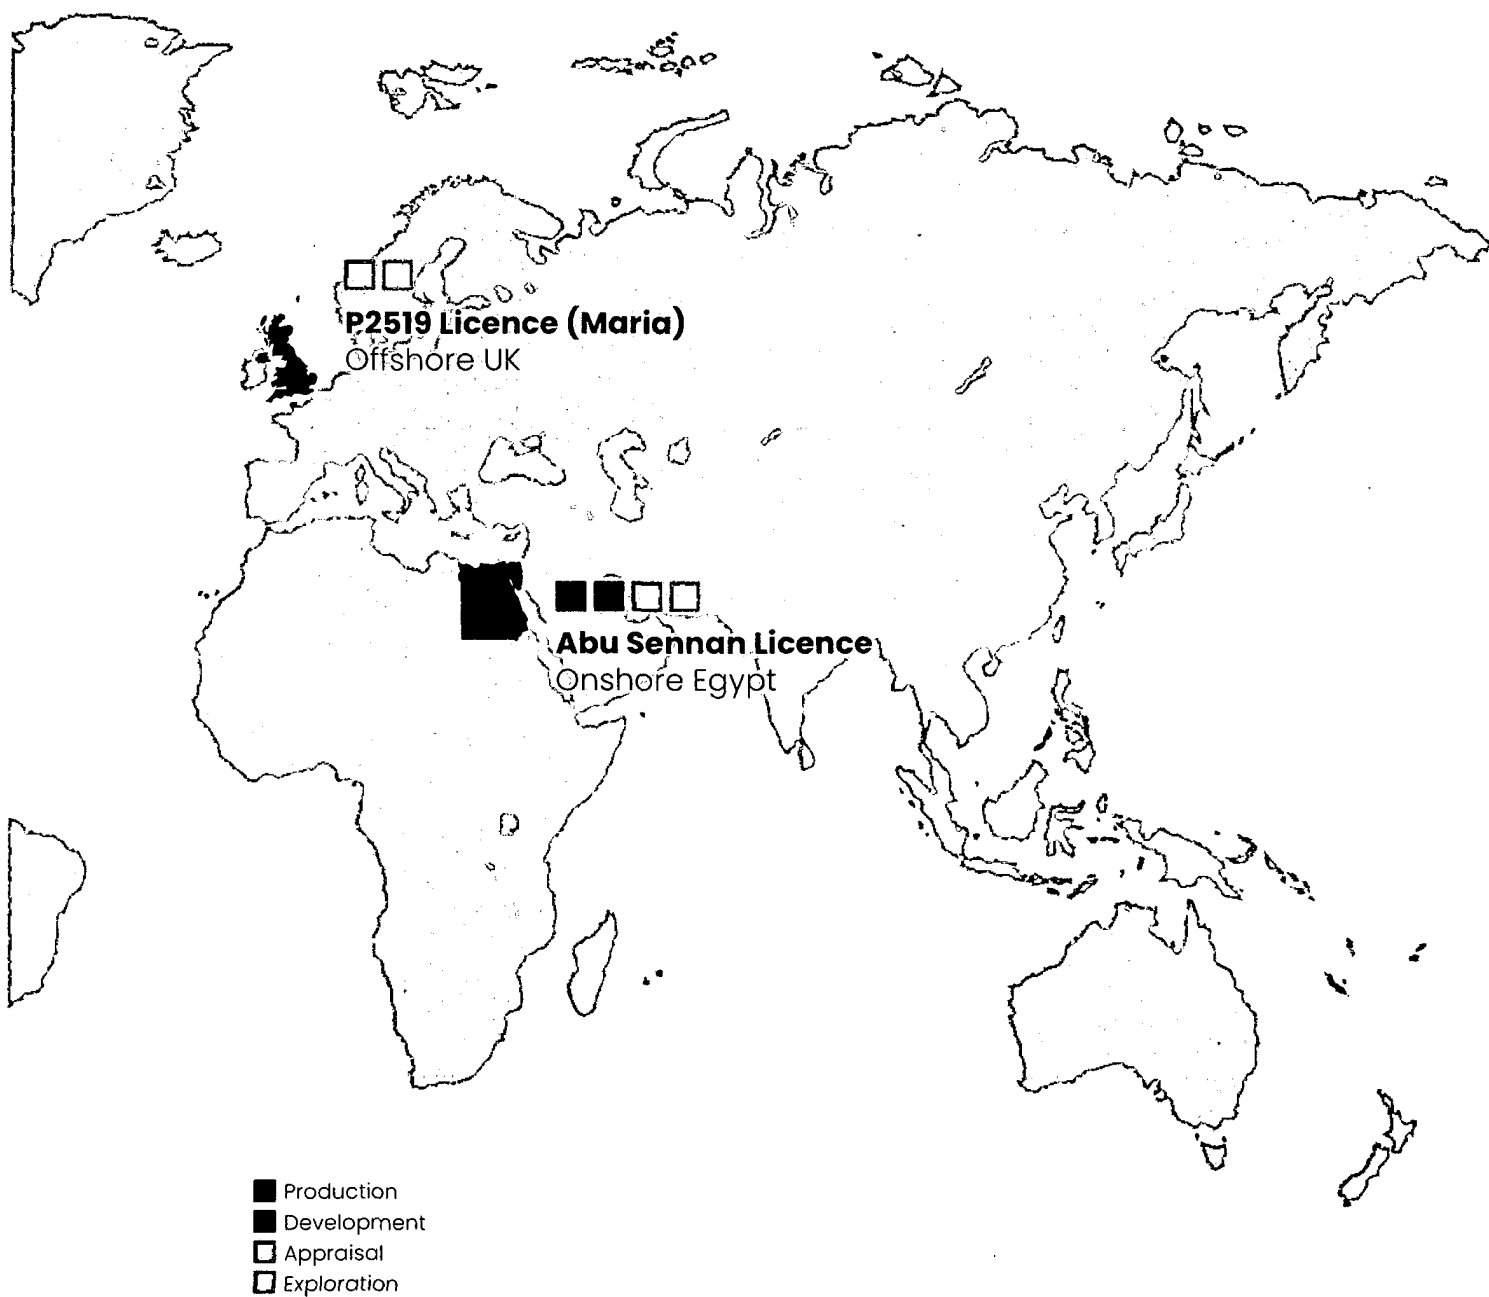 P2519 Licence (Maria)
Offshore UK
Abu Sennan Licence
Onshore Egypt
Production
Development
Appraisal
Exploration